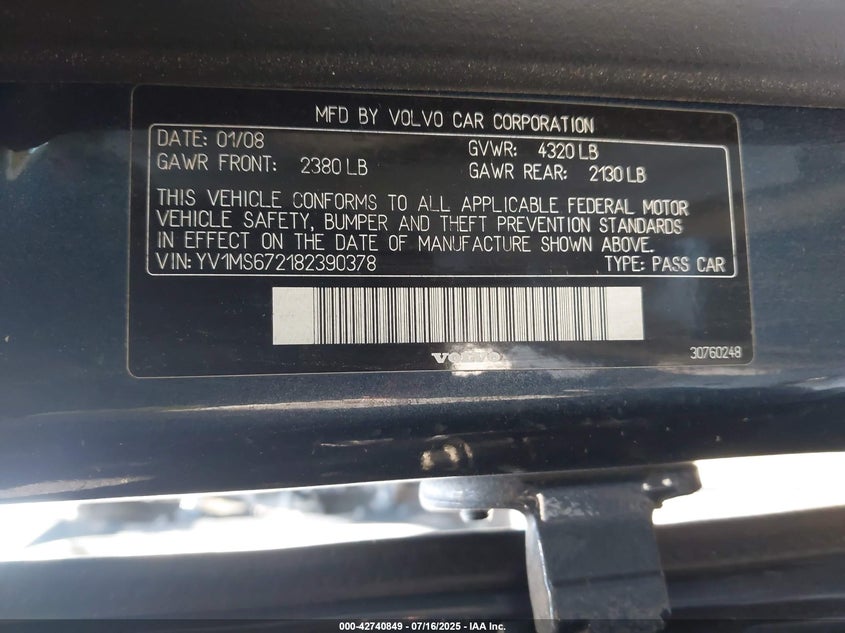 MFD BY VOLVO CAR CORPORATION
DATE: 01/08 GVWR: 4320 LB
GAWR FRONT: 2380 LB GAWR REAR: 2130 LB
THIS VEHICLE CONFORMS TO ALL APPLICABLE FEDERAL MOTOR
VEHICLE SAFETY, BUMPER AND THEFT PREVENTION STANDARDS
IN EFFECT ON THE DATE OF MANUFACTURE SHOWN ABOVE.
VIN: YV1MS672182390378 TYPE: PASS CAR
VOLVO 30760248
000-42740849 - 07/16/2025 - IAA Inc.